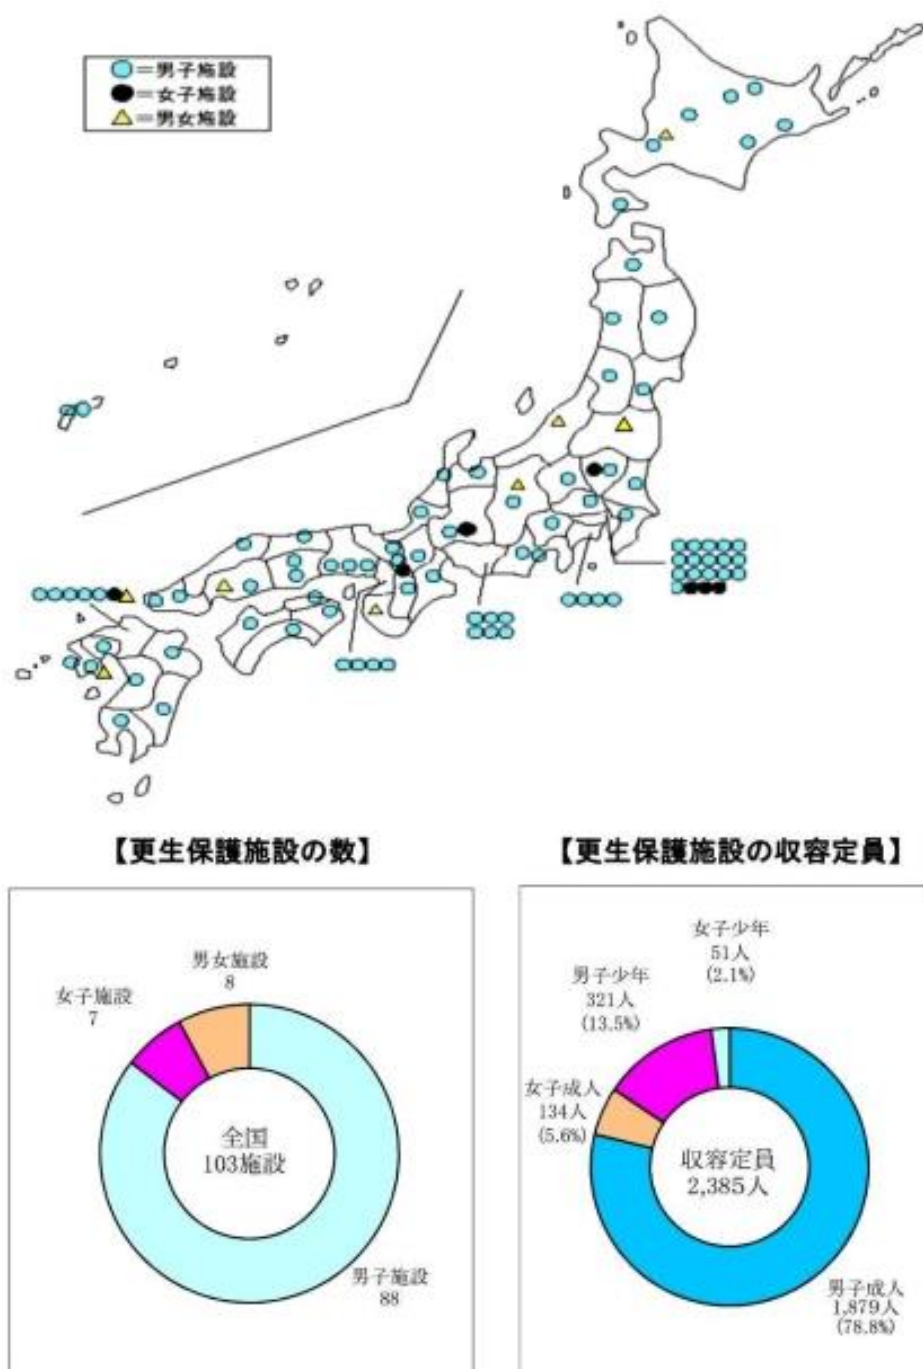 =男子施設
=女子施設
=男女施設
【更生保護施設の数】
男女施設
8
女子施設
7
全国
103施設
男子施設
88
【更生保護施設の収容定員】
女子少年
51人
(2.1%)
男子少年
321人
(13.5%)
女子成人
134人
(5.6%)
収容定員
2,385人
男子成人
1,879人
(78.8%)